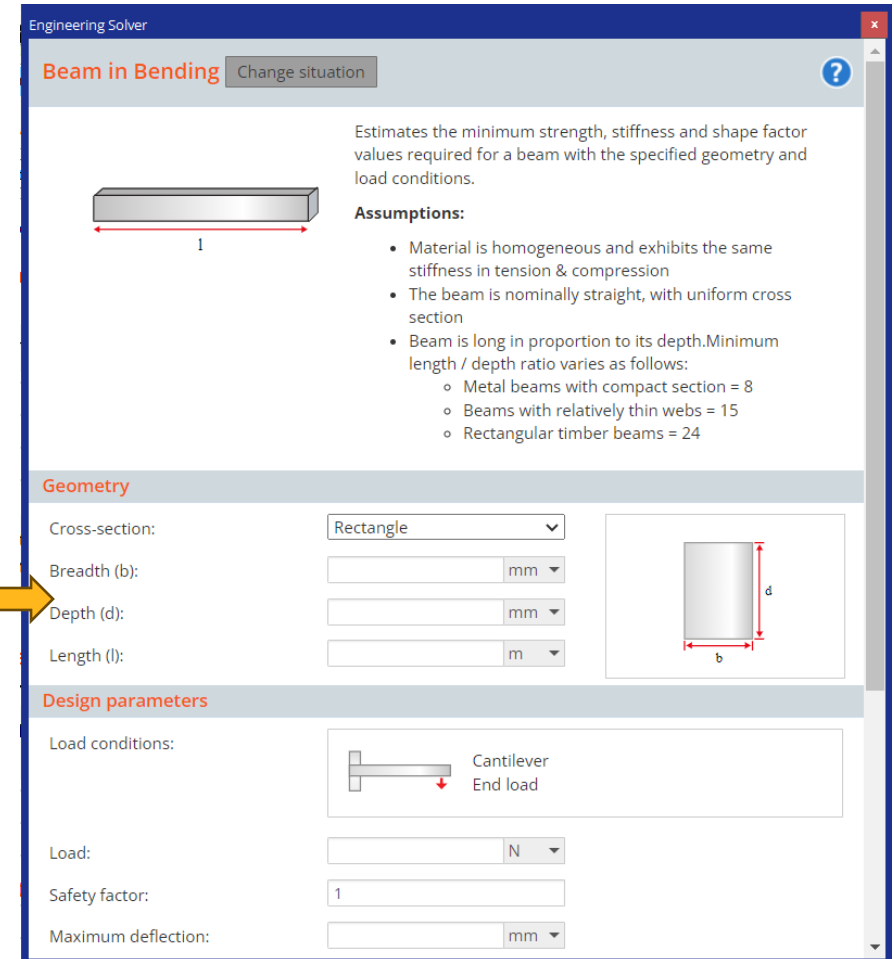 Engineering Solver
x
Beam in Bending Change situation ?
Estimates the minimum strength, stiffness and shape factor
values required for a beam with the specified geometry and
load conditions.
Assumptions:
l
• Material is homogeneous and exhibits the same
stiffness in tension & compression
• The beam is nominally straight, with uniform cross
section
• Beam is long in proportion to its depth.Minimum
length / depth ratio varies as follows:
◦ Metal beams with compact section = 8
◦ Beams with relatively thin webs = 15
◦ Rectangular timber beams = 24
Geometry
Cross-section: Rectangle
Breadth (b): mm
Depth (d): mm
Length (l): m
d
b
Design parameters
Load conditions:
Cantilever
End load
Load: N
Safety factor: 1
Maximum deflection: mm